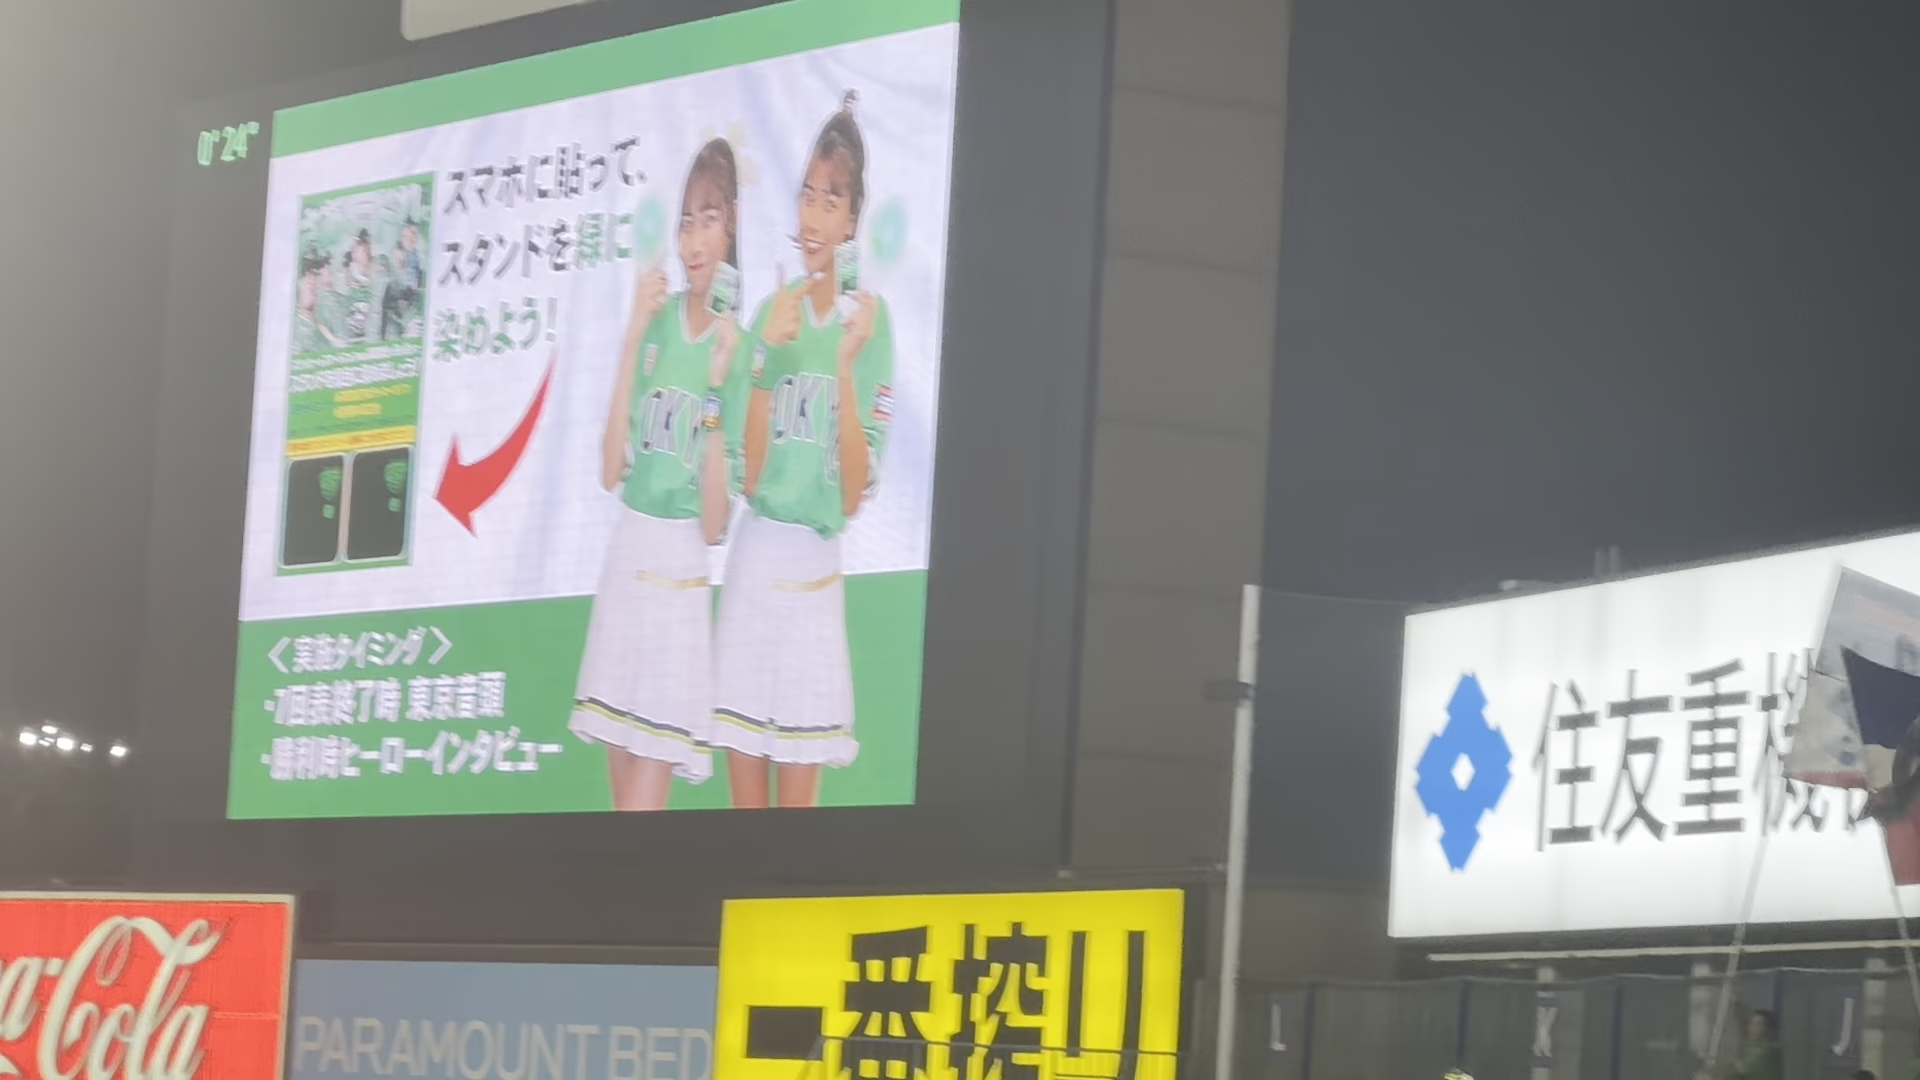 0'24"
スマホに貼って、
スタンドを緑に
染めよう!
OKY
OKY
<実施タイミング>
・7回表終了時 東京音頭
・勝利時ヒーローインタビュー
住友重機
Cola
PARAMOUNT BED
一番搾り
L
K
J